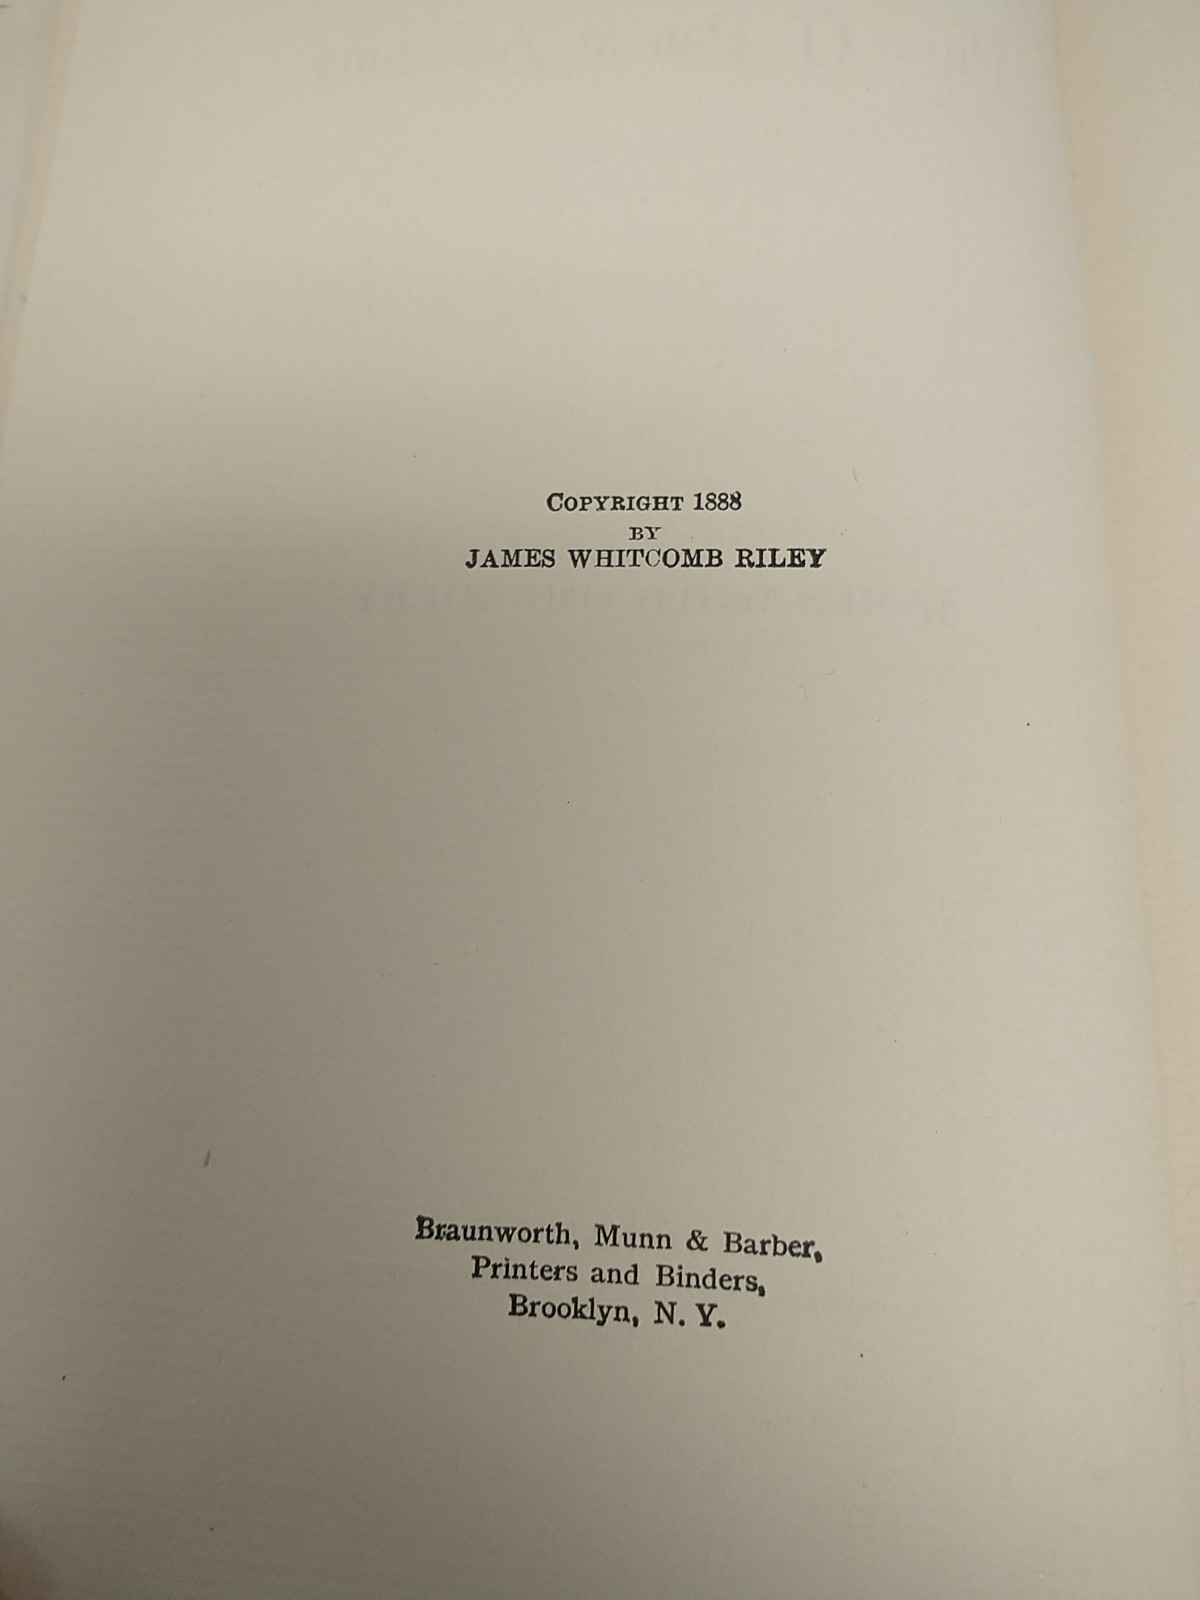 COPYRIGHT 1888
BY
JAMES WHITCOMB RILEY
Braunworth, Munn & Barber,
Printers and Binders,
Brooklyn, N. Y.